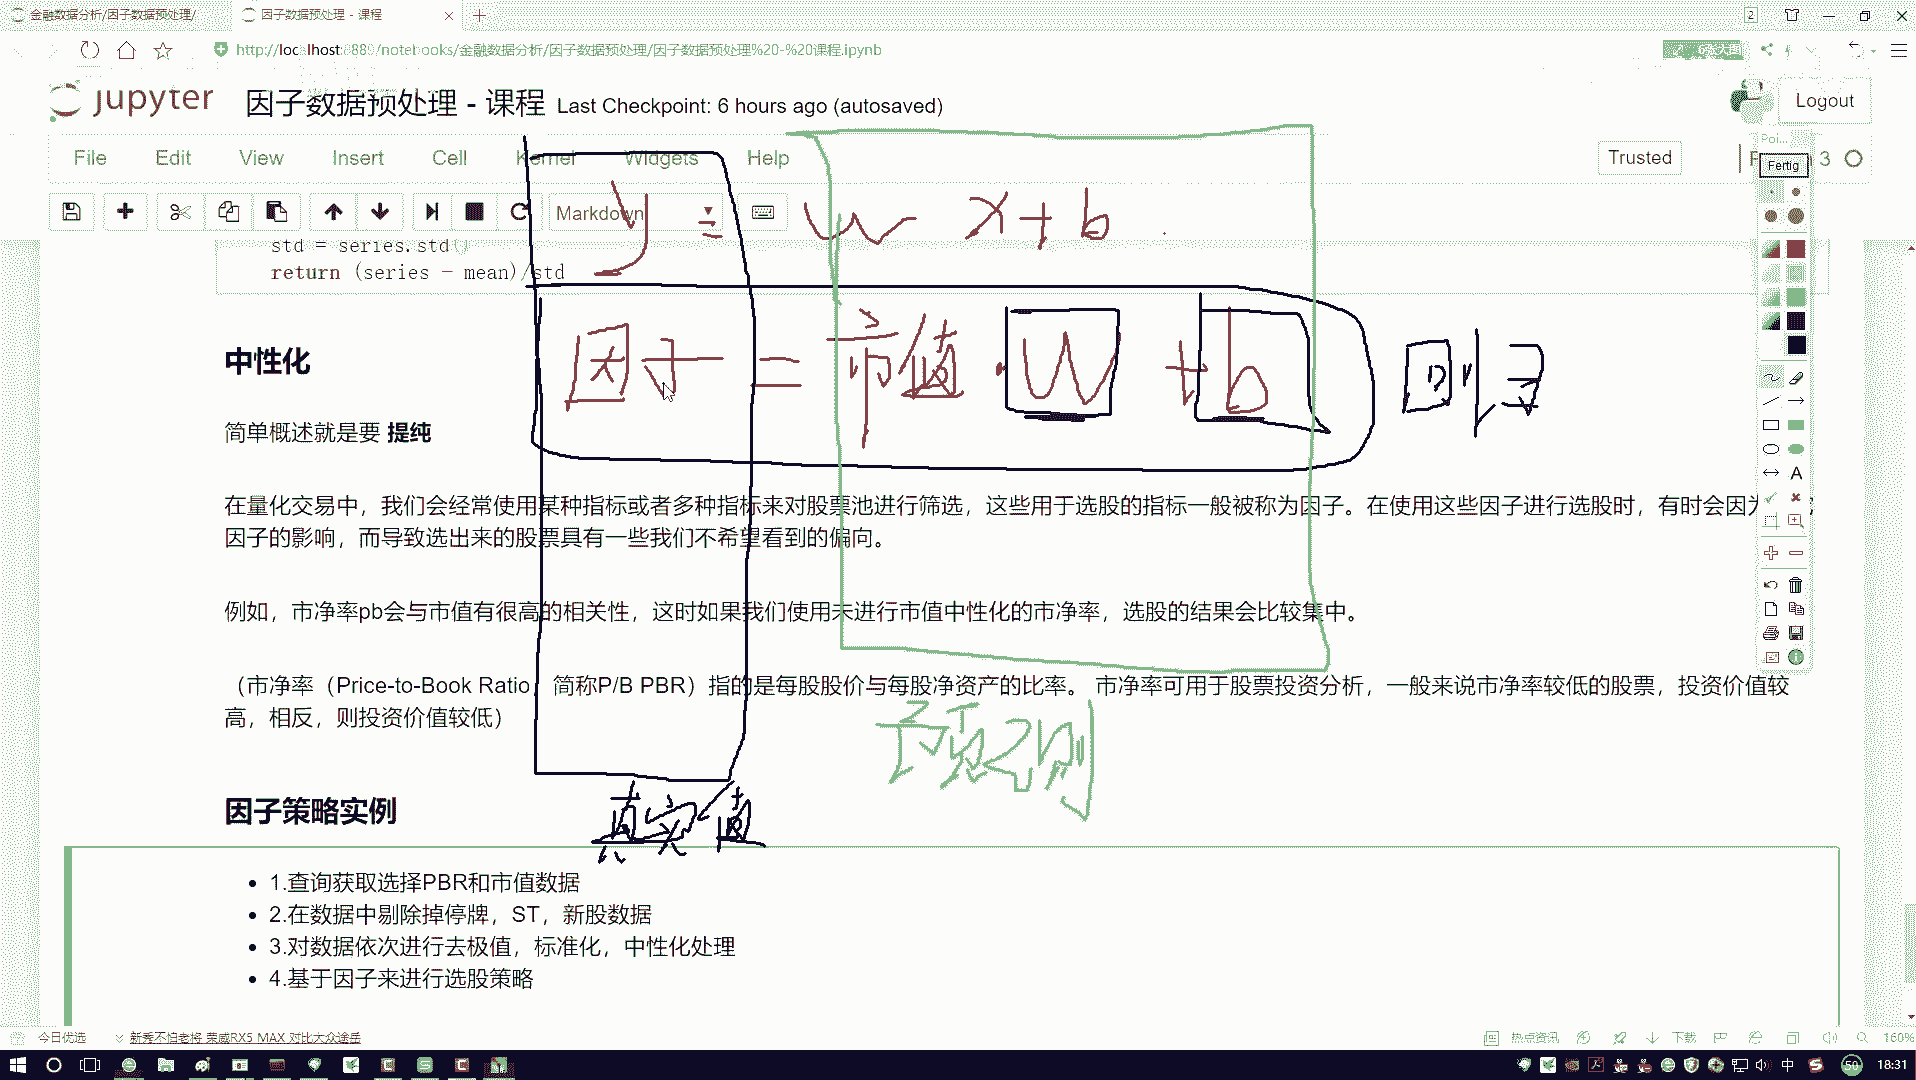 金融数据分析/因子数据预处理/
因子数据预处理 - 课程
2
http://localhost:8889/notebooks/金融数据分析/因子数据预处理/因子数据预处理%20-%20课程.ipynb
6张大图
jupyter 因子数据预处理 - 课程 Last Checkpoint: 6 hours ago (autosaved)
Logout
File Edit View Insert Cell Kernel Widgets Help
Trusted
3
Poi...
Fertig
Markdown
y = w x + b
std = series.std()
return (series - mean)/std
因子 = 市值 · W + b 回归
中性化
简单概述就是要 提纯
在量化交易中，我们会经常使用某种指标或者多种指标来对股票池进行筛选，这些用于选股的指标一般被称为因子。在使用这些因子进行选股时，有时会因为
因子的影响，而导致选出来的股票具有一些我们不希望看到的偏向。
例如，市净率pb会与市值有很高的相关性，这时如果我们使用未进行市值中性化的市净率，选股的结果会比较集中。
（市净率（Price-to-Book Ratio，简称P/B PBR）指的是每股股价与每股净资产的比率。 市净率可用于股票投资分析，一般来说市净率较低的股票，投资价值较
高，相反，则投资价值较低）
预测
真实值
因子策略实例
1.查询获取选择PBR和市值数据
2.在数据中剔除掉停牌，ST，新股数据
3.对数据依次进行去极值，标准化，中性化处理
4.基于因子来进行选股策略
今日优选
新秀不怕老将 荣威RX5 MAX 对比大众途岳
热点资讯
下载
160%
中
50
18:31